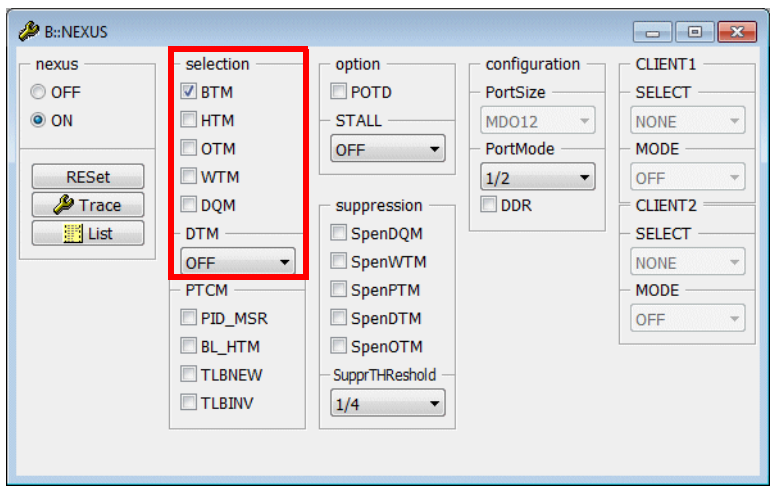 B::NEXUS
nexus
OFF
ON
RESet
Trace
List
selection
BTM
HTM
OTM
WTM
DQM
DTM
OFF
PTCM
PID_MSR
BL_HTM
TLBNEW
TLBINV
option
POTD
STALL
OFF
suppression
SpenDQM
SpenWTM
SpenPTM
SpenDTM
SpenOTM
SupprTHReshold
1/4
configuration
PortSize
MDO12
PortMode
1/2
DDR
CLIENT1
SELECT
NONE
MODE
OFF
CLIENT2
SELECT
NONE
MODE
OFF